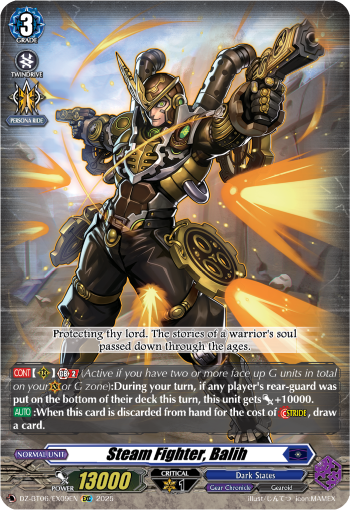 3
GRADE
TWINDRIVE
PERSONA RIDE
Protecting thy lord. The stories of a warrior's soul
passed down through the ages.
CONT (Active if you have two or more face up G units in total
on your or G zone):During your turn, if any player's rear-guard was
put on the bottom of their deck this turn, this unit gets +10000.
AUTO:When this card is discarded from hand for the cost of STRIDE, draw
a card.
NORMAL UNIT
Steam Fighter, Balih
POWER 13000 CRITICAL 1 Dark States
Gear Chronicle Gearoid
2025